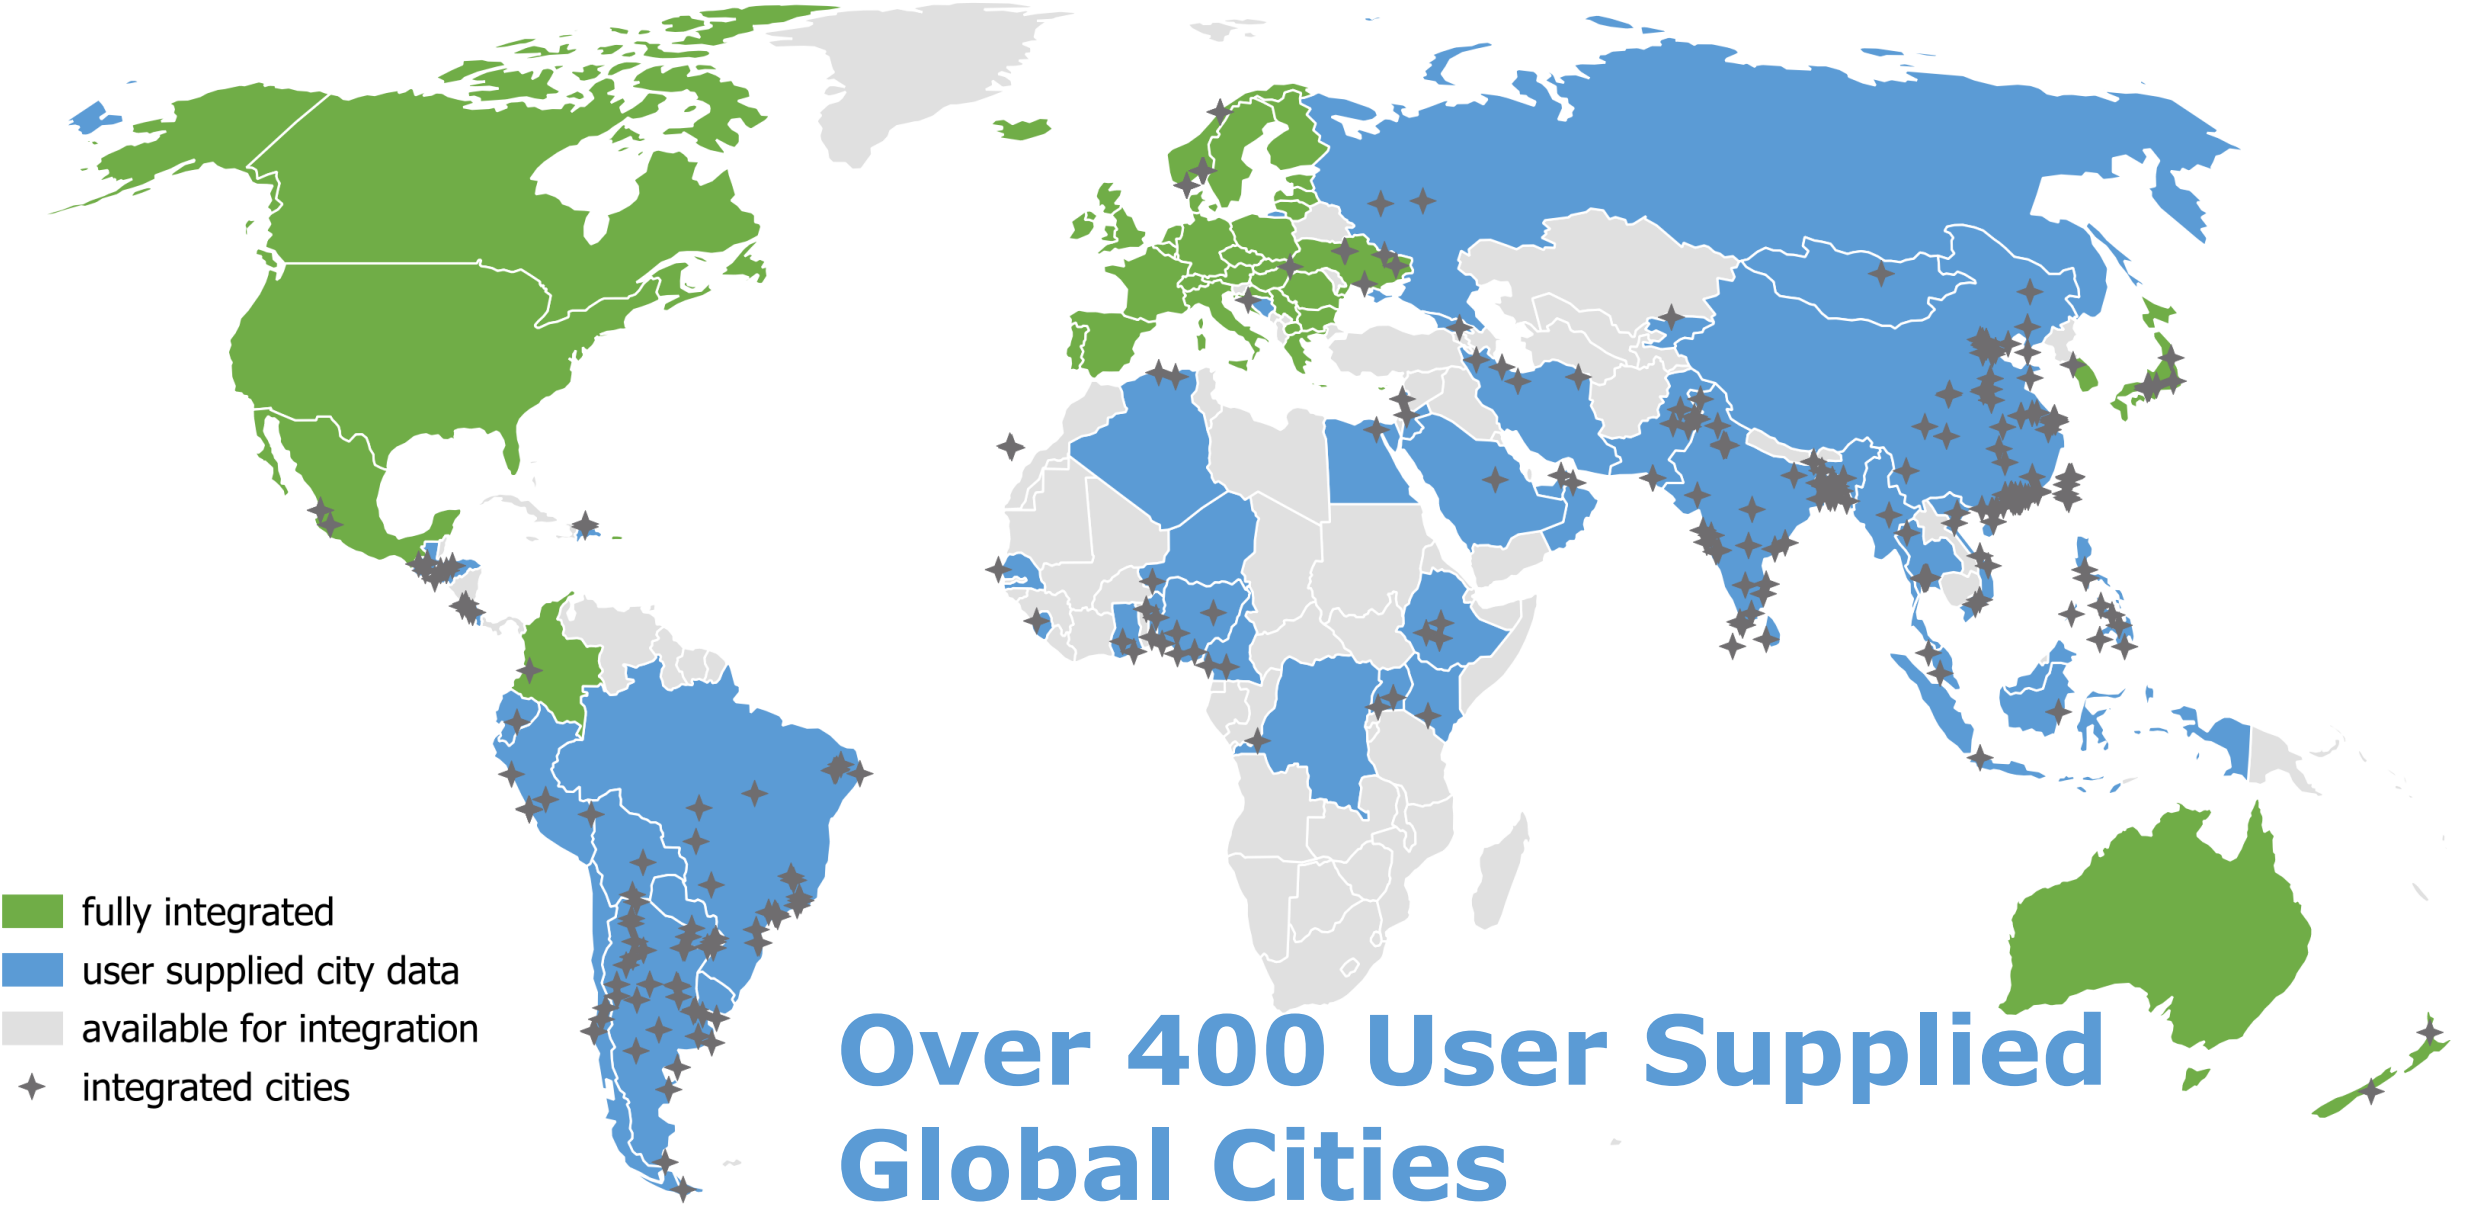 fully integrated
user supplied city data
available for integration
integrated cities
Over 400 User Supplied
Global Cities